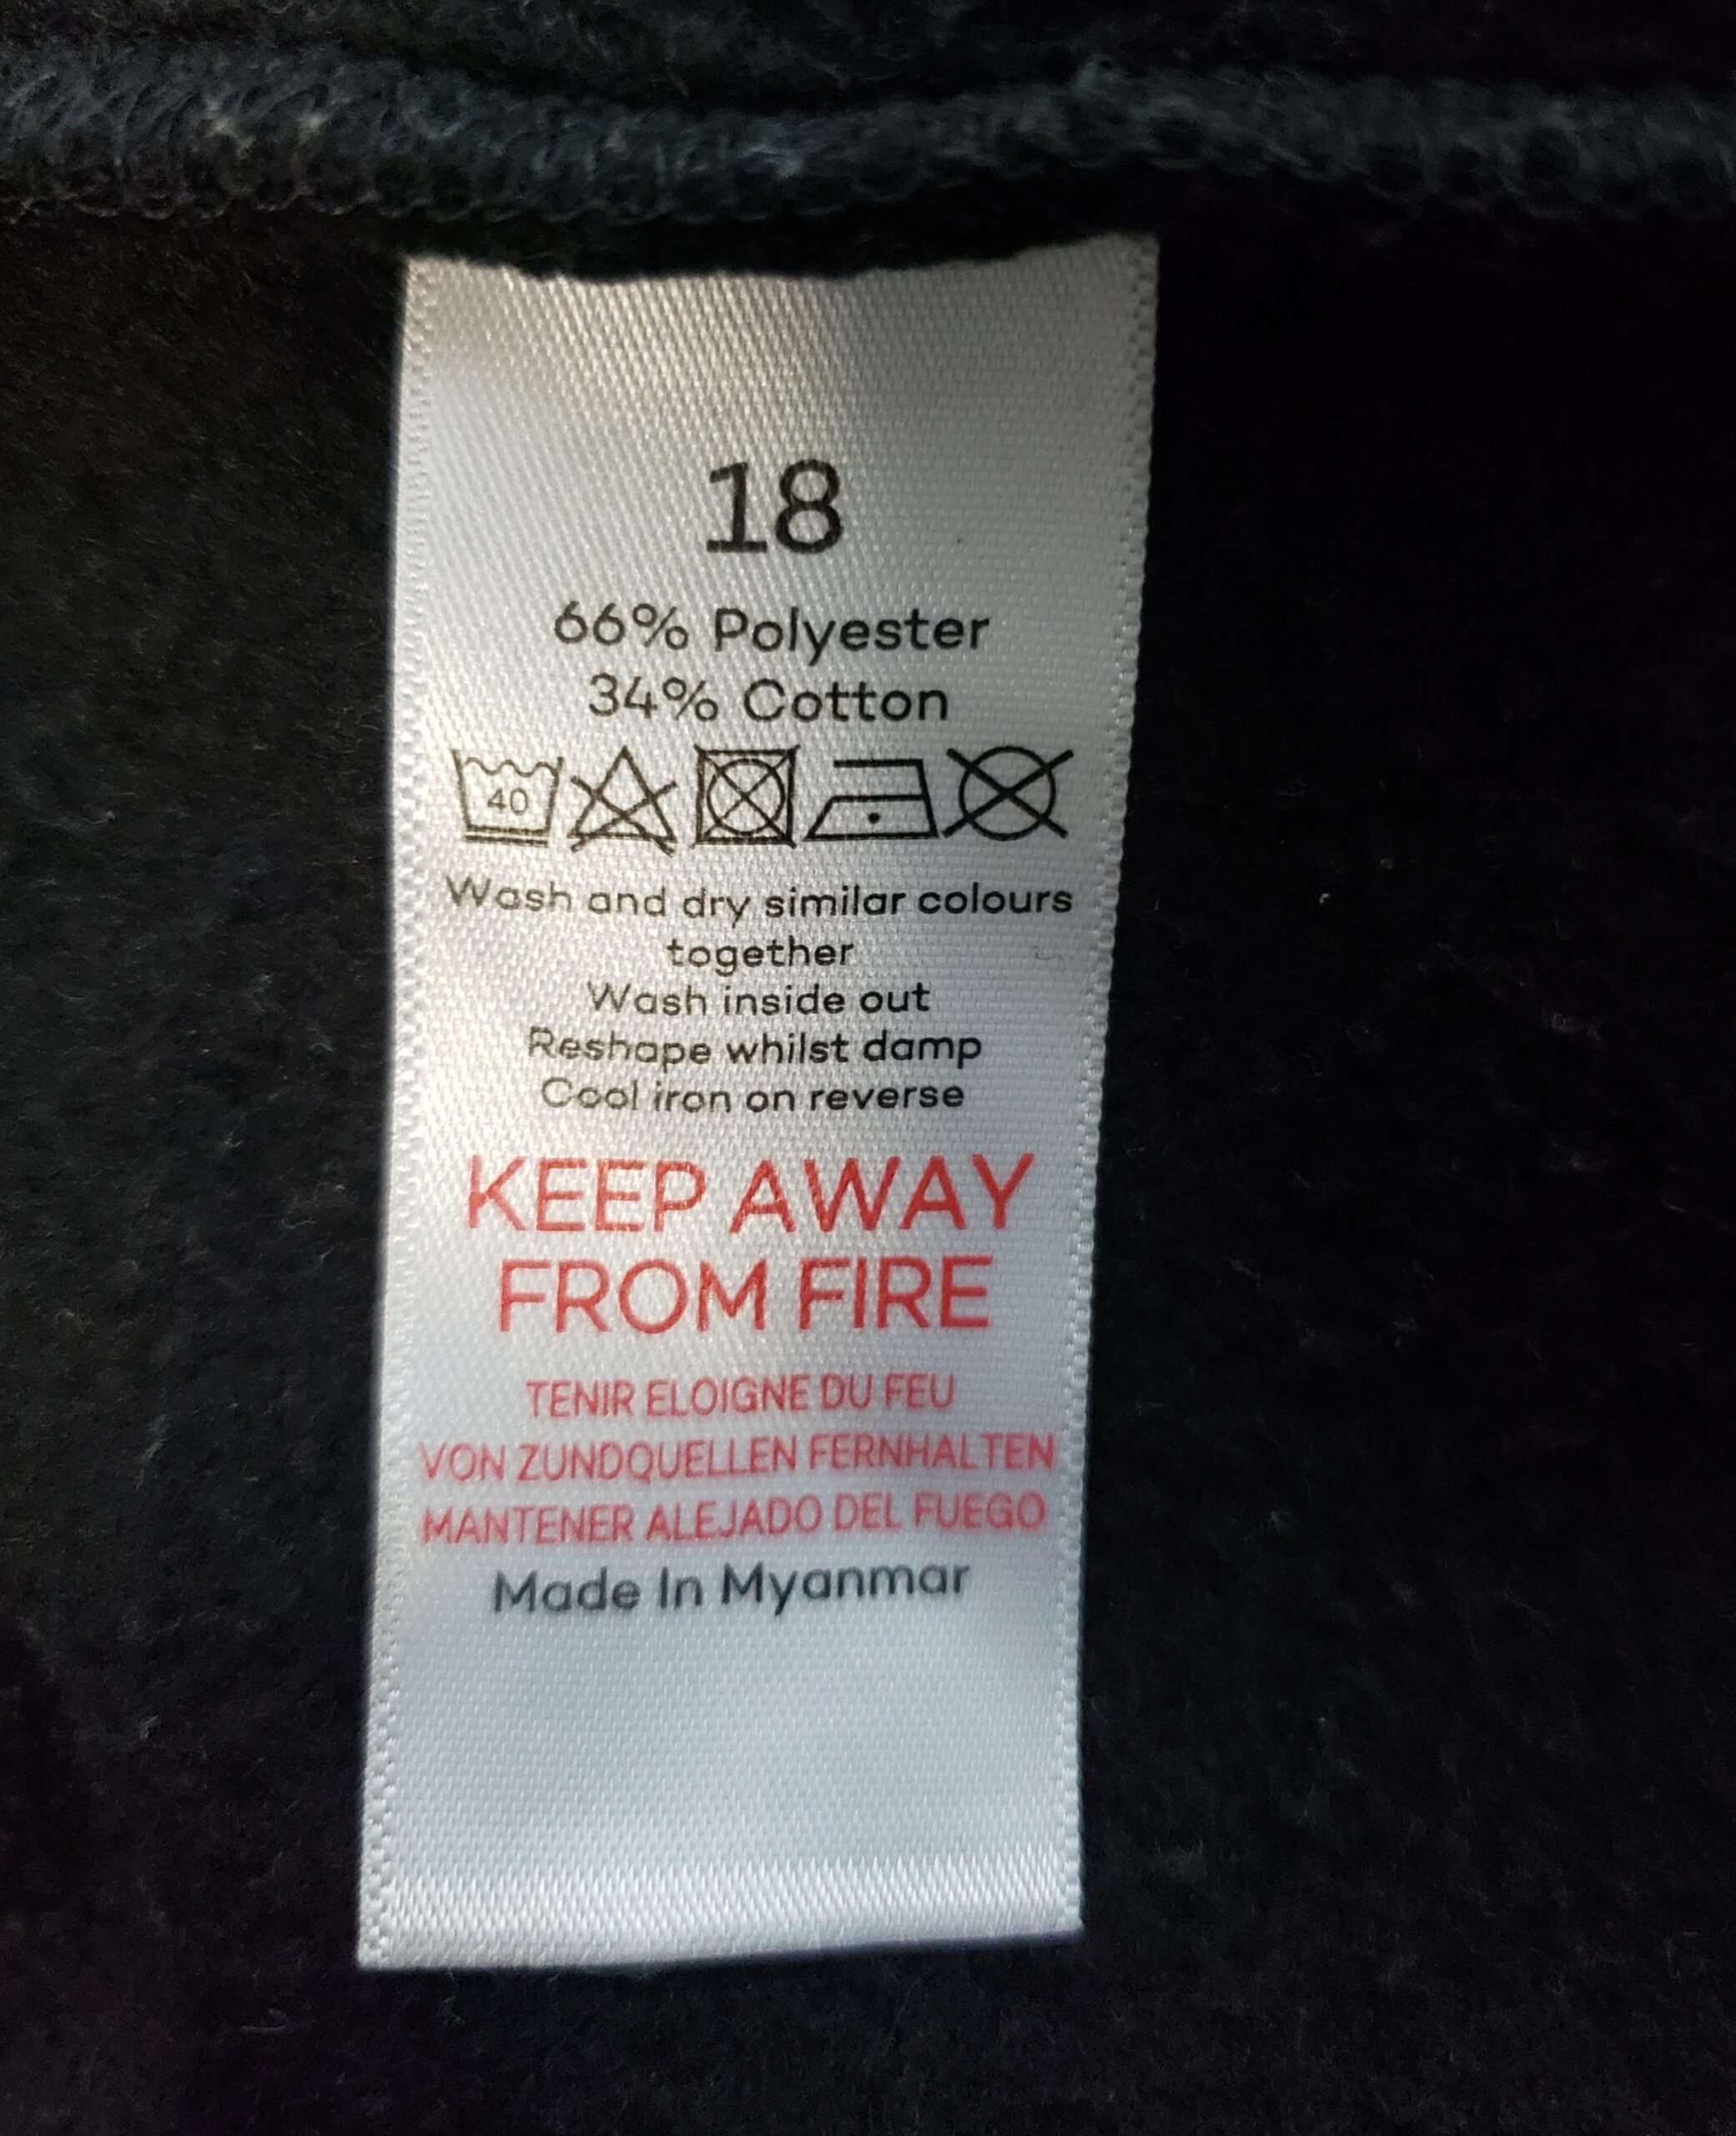 18
66% Polyester
34% Cotton
40
Wash and dry similar colours
together
Wash inside out
Reshape whilst damp
Cool iron on reverse
KEEP AWAY
FROM FIRE
TENIR ELOIGNE DU FEU
VON ZUNDQUELLEN FERNHALTEN
MANTENER ALEJADO DEL FUEGO
Made In Myanmar